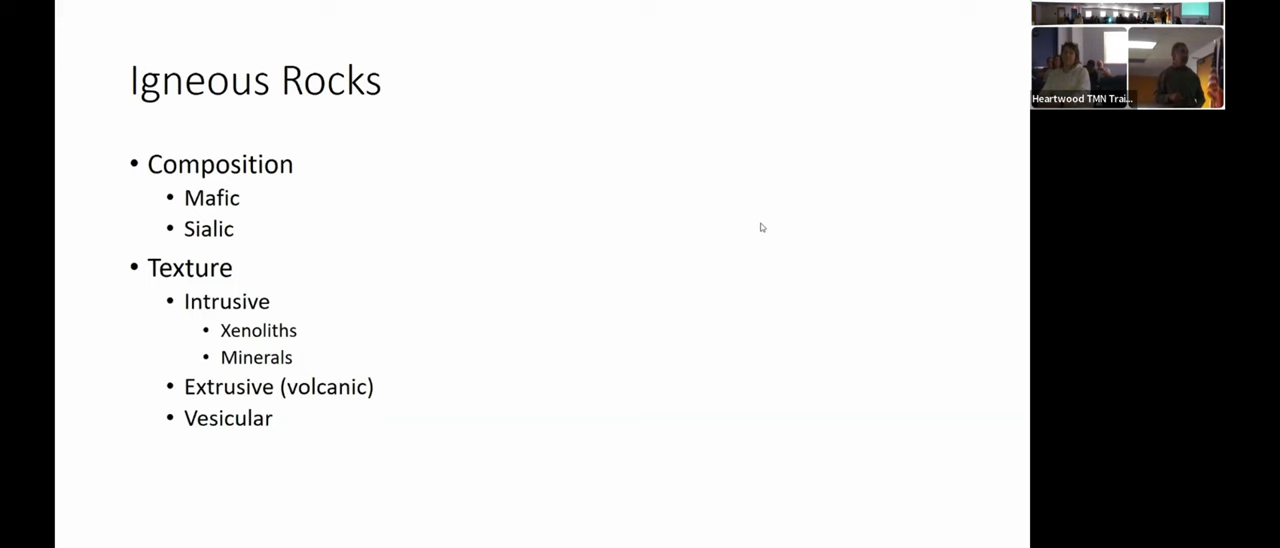 Igneous Rocks
• Composition
• Mafic
• Sialic
• Texture
• Intrusive
• Xenoliths
• Minerals
• Extrusive (volcanic)
• Vesicular
Heartwood TMN Trai...